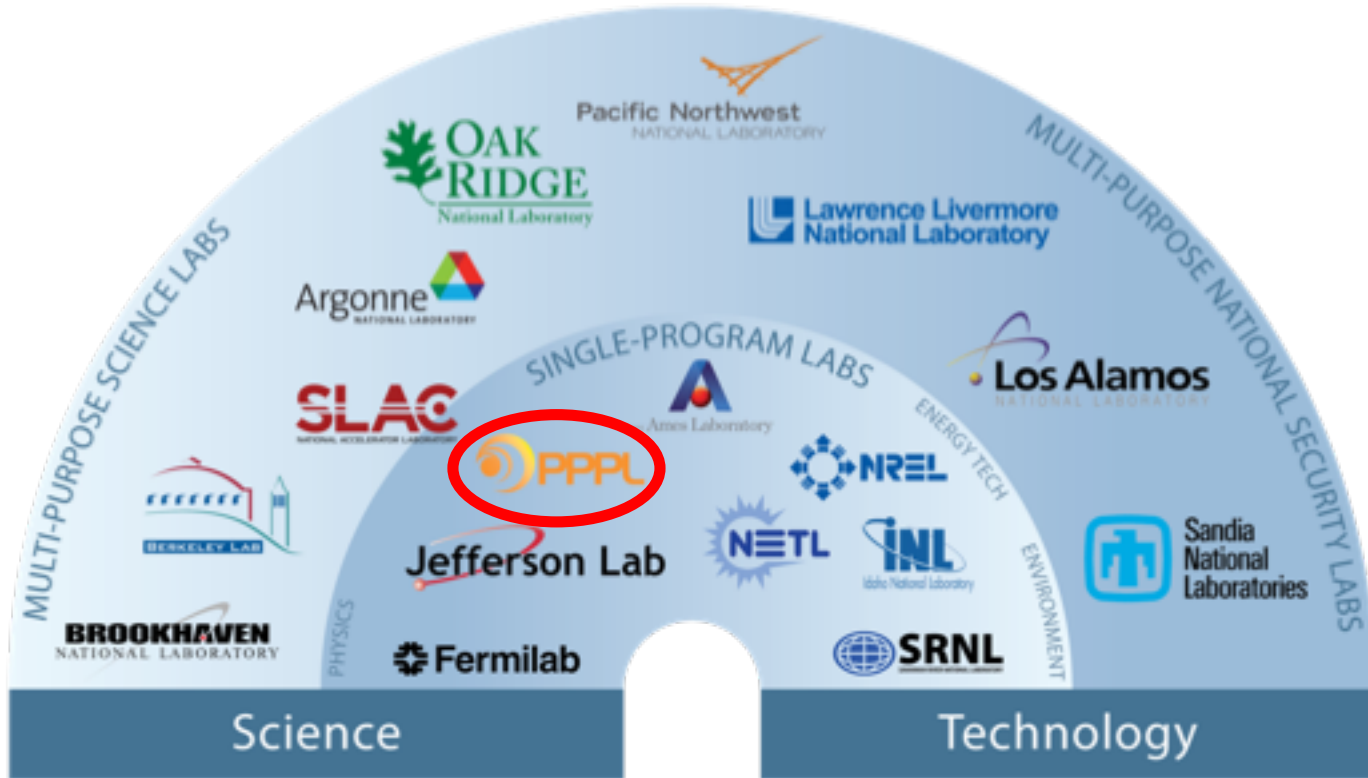 Pacific Northwest
NATIONAL LABORATORY
OAK
RIDGE
National Laboratory
MULTI-PURPOSE NATIONAL SECURITY LABS
Lawrence Livermore
National Laboratory
MULTI-PURPOSE SCIENCE LABS
Argonne
NATIONAL LABORATORY
SINGLE-PROGRAM LABS
Los Alamos
NATIONAL LABORATORY
SLAC
NATIONAL ACCELERATOR LABORATORY
Ames Laboratory
ENERGY TECH
PPPL
NREL
BERKELEY LAB
Jefferson Lab
NETL
INL
Idaho National Laboratory
ENVIRONMENT
Sandia
National
Laboratories
PHYSICS
BROOKHAVEN
NATIONAL LABORATORY
Fermilab
SRNL
Science
Technology